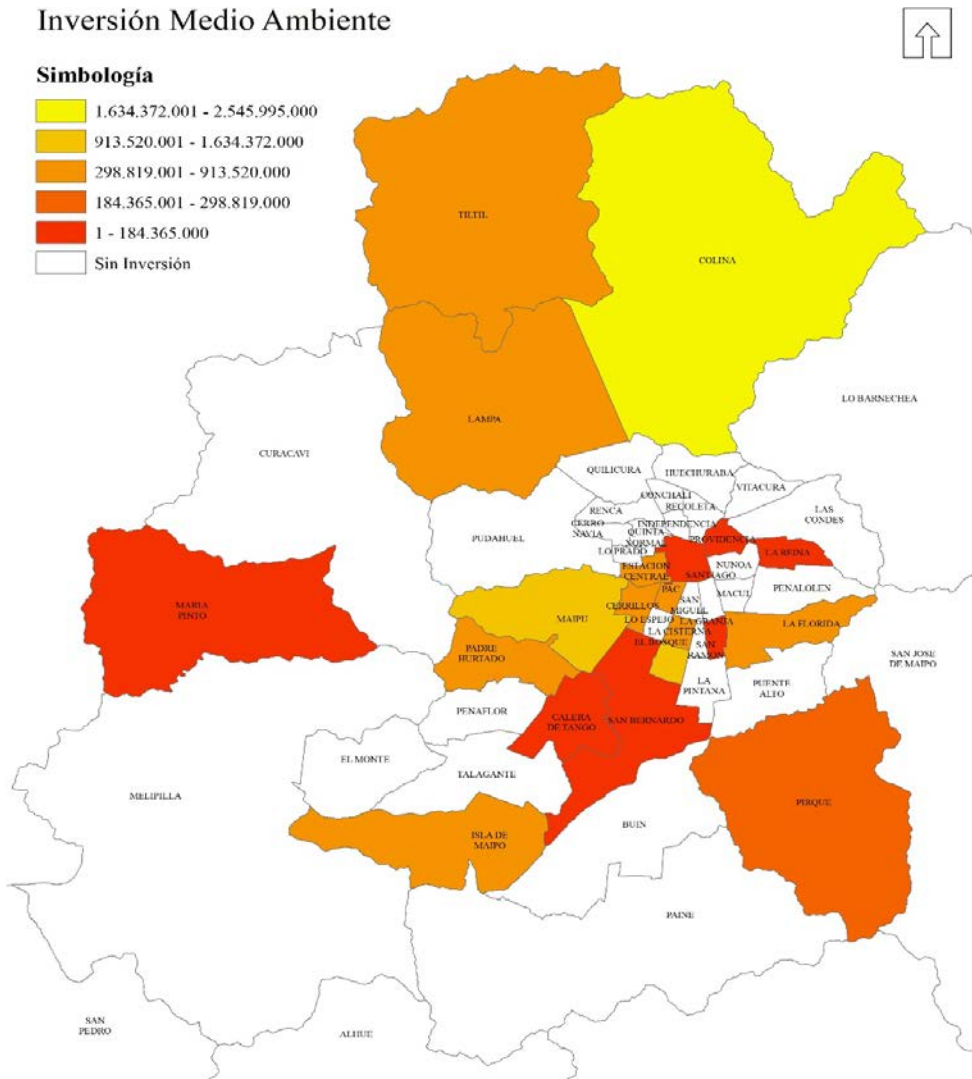 Inversión Medio Ambiente
Simbología
1.634.372.001 - 2.545.995.000
913.520.001 - 1.634.372.000
298.819.001 - 913.520.000
184.365.001 - 298.819.000
1 - 184.365.000
Sin Inversión
TILTIL
COLINA
LO BARNECHEA
LAMPA
CURACAVI
QUILICURA
HUECHURABA
VITACURA
CONCHALI
RECOLETA
RENCA
LAS
CONDES
CERRO
NAVIA
INDEPENDENCIA
QUINTA
NORMAL
PROVIDENCIA
PUDAHUEL
LO PRADO
LA REINA
ESTACION
CENTRAL
SANTIAGO
NUNOA
PENALOLEN
PAC
MACUL
SAN
MIGUEL
MARIA
PINTO
CERRILLOS
MAIPU
LO ESPEJO
LA GRANJA
LA FLORIDA
LA CISTERNA
EL BOSQUE
SAN
RAMON
PADRE
HURTADO
SAN JOSE
DE MAIPO
LA
PINTANA
PUENTE
ALTO
PENAFLOR
CALERA
DE TANGO
SAN BERNARDO
EL MONTE
TALAGANTE
MELIPILLA
PIRQUE
BUIN
ISLA DE
MAIPO
PAINE
SAN
PEDRO
ALHUE